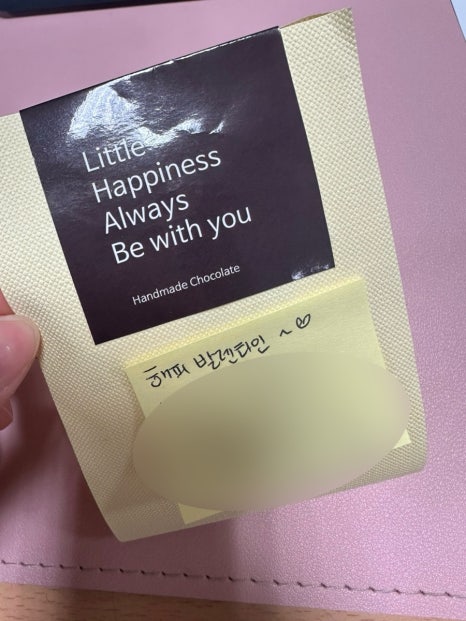 Little
Happiness
Always
Be with you
Handmade Chocolate
해피 발렌타인 ~♡